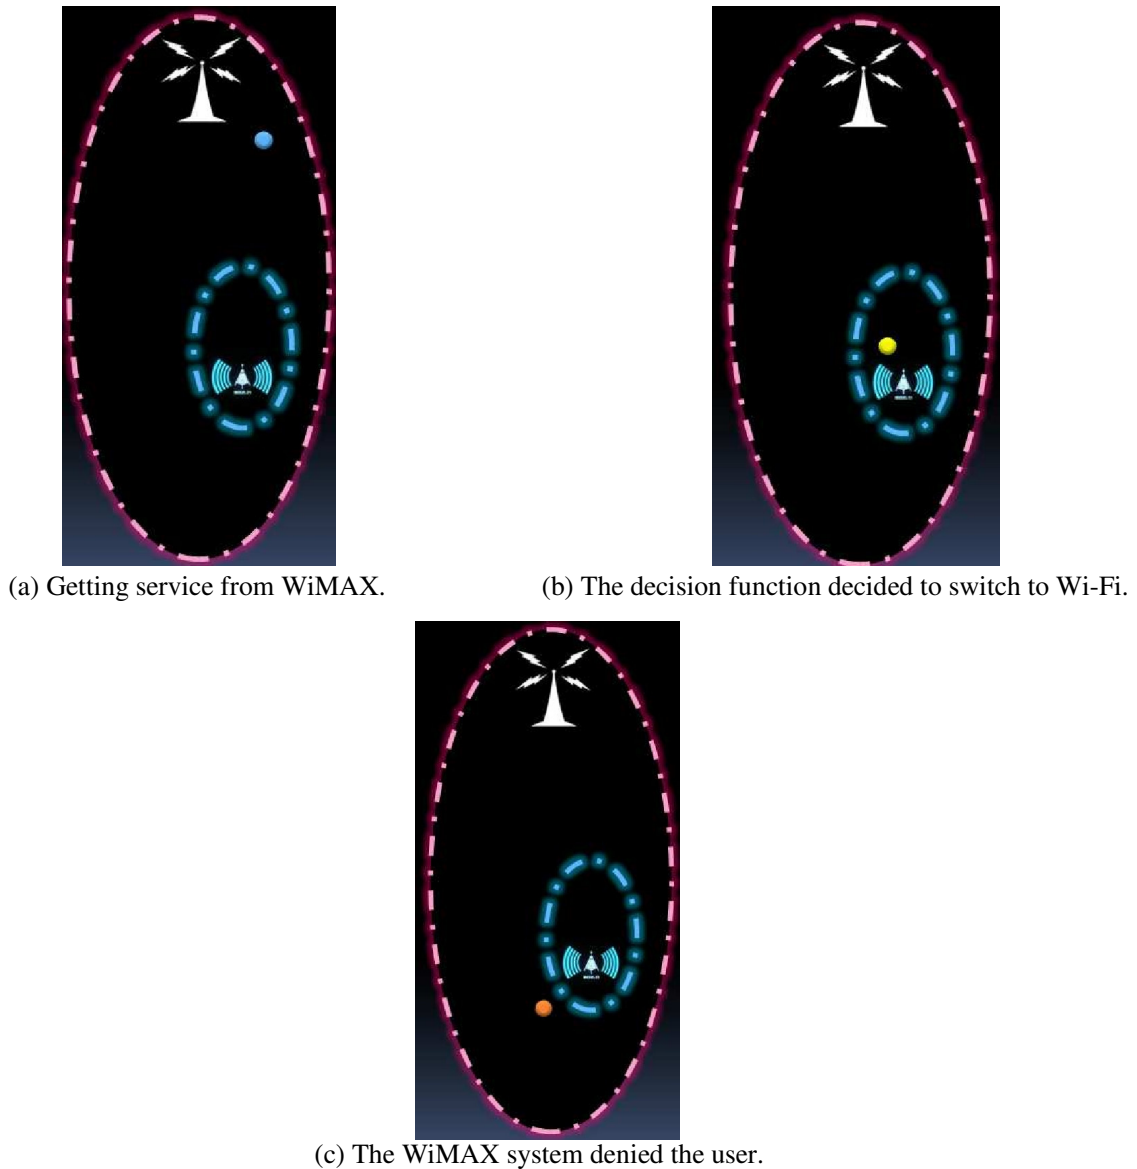 (a) Getting service from WiMAX.
(b) The decision function decided to switch to Wi-Fi.
(c) The WiMAX system denied the user.